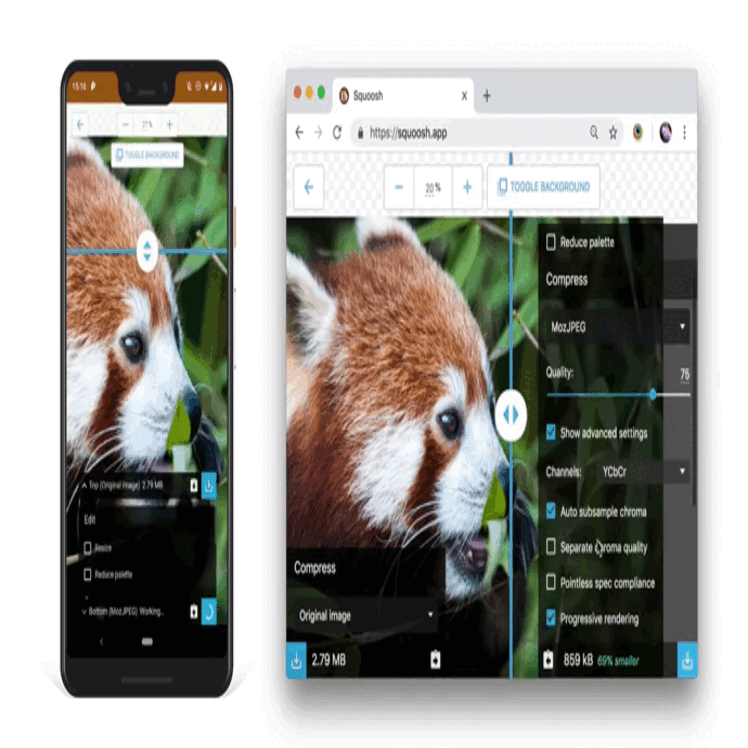 15:16
27 %
TOGGLE BACKGROUND
Top (Original Image) 2.79 MB
Edit
Resize
Reduce palette
Bottom (MozJPEG) Working..
Squoosh
https://squoosh.app
20 %
TOGGLE BACKGROUND
Reduce palette
Compress
MozJPEG
Quality: 75
Show advanced settings
Channels: YCbCr
Auto subsample chroma
Separate chroma quality
Pointless spec compliance
Progressive rendering
859 kB 69% smaller
Compress
Original image
2.79 MB